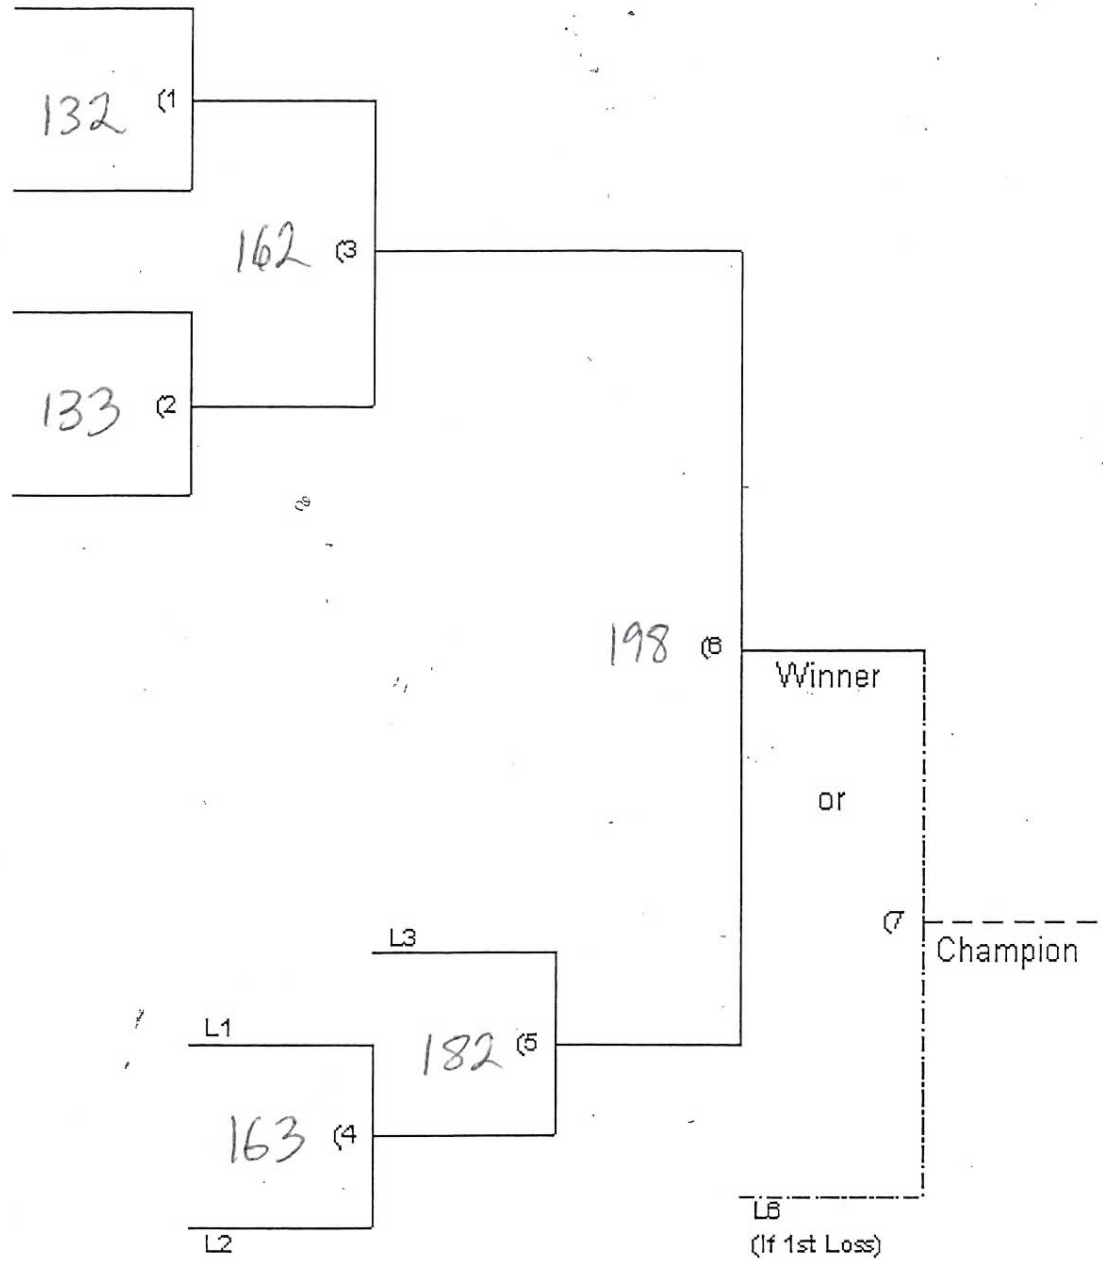 132 (1
162 (3
133 (2
198 (6
Winner
or
(7
Champion
L3
L1
182 (5
163 (4
L6
L2
(If 1st Loss)